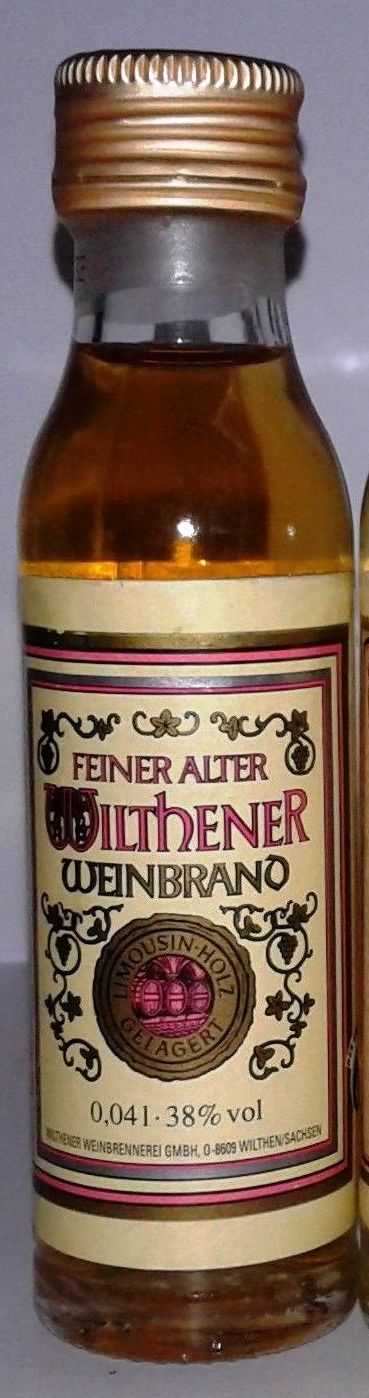 FEINER ALTER
WILTHENER
WEINBRAND
LIMOUSIN-HOLZ
GELAGERT
0,04l · 38% vol
WILTHENER WEINBRENNEREI GMBH, O-8609 WILTHEN/SACHSEN